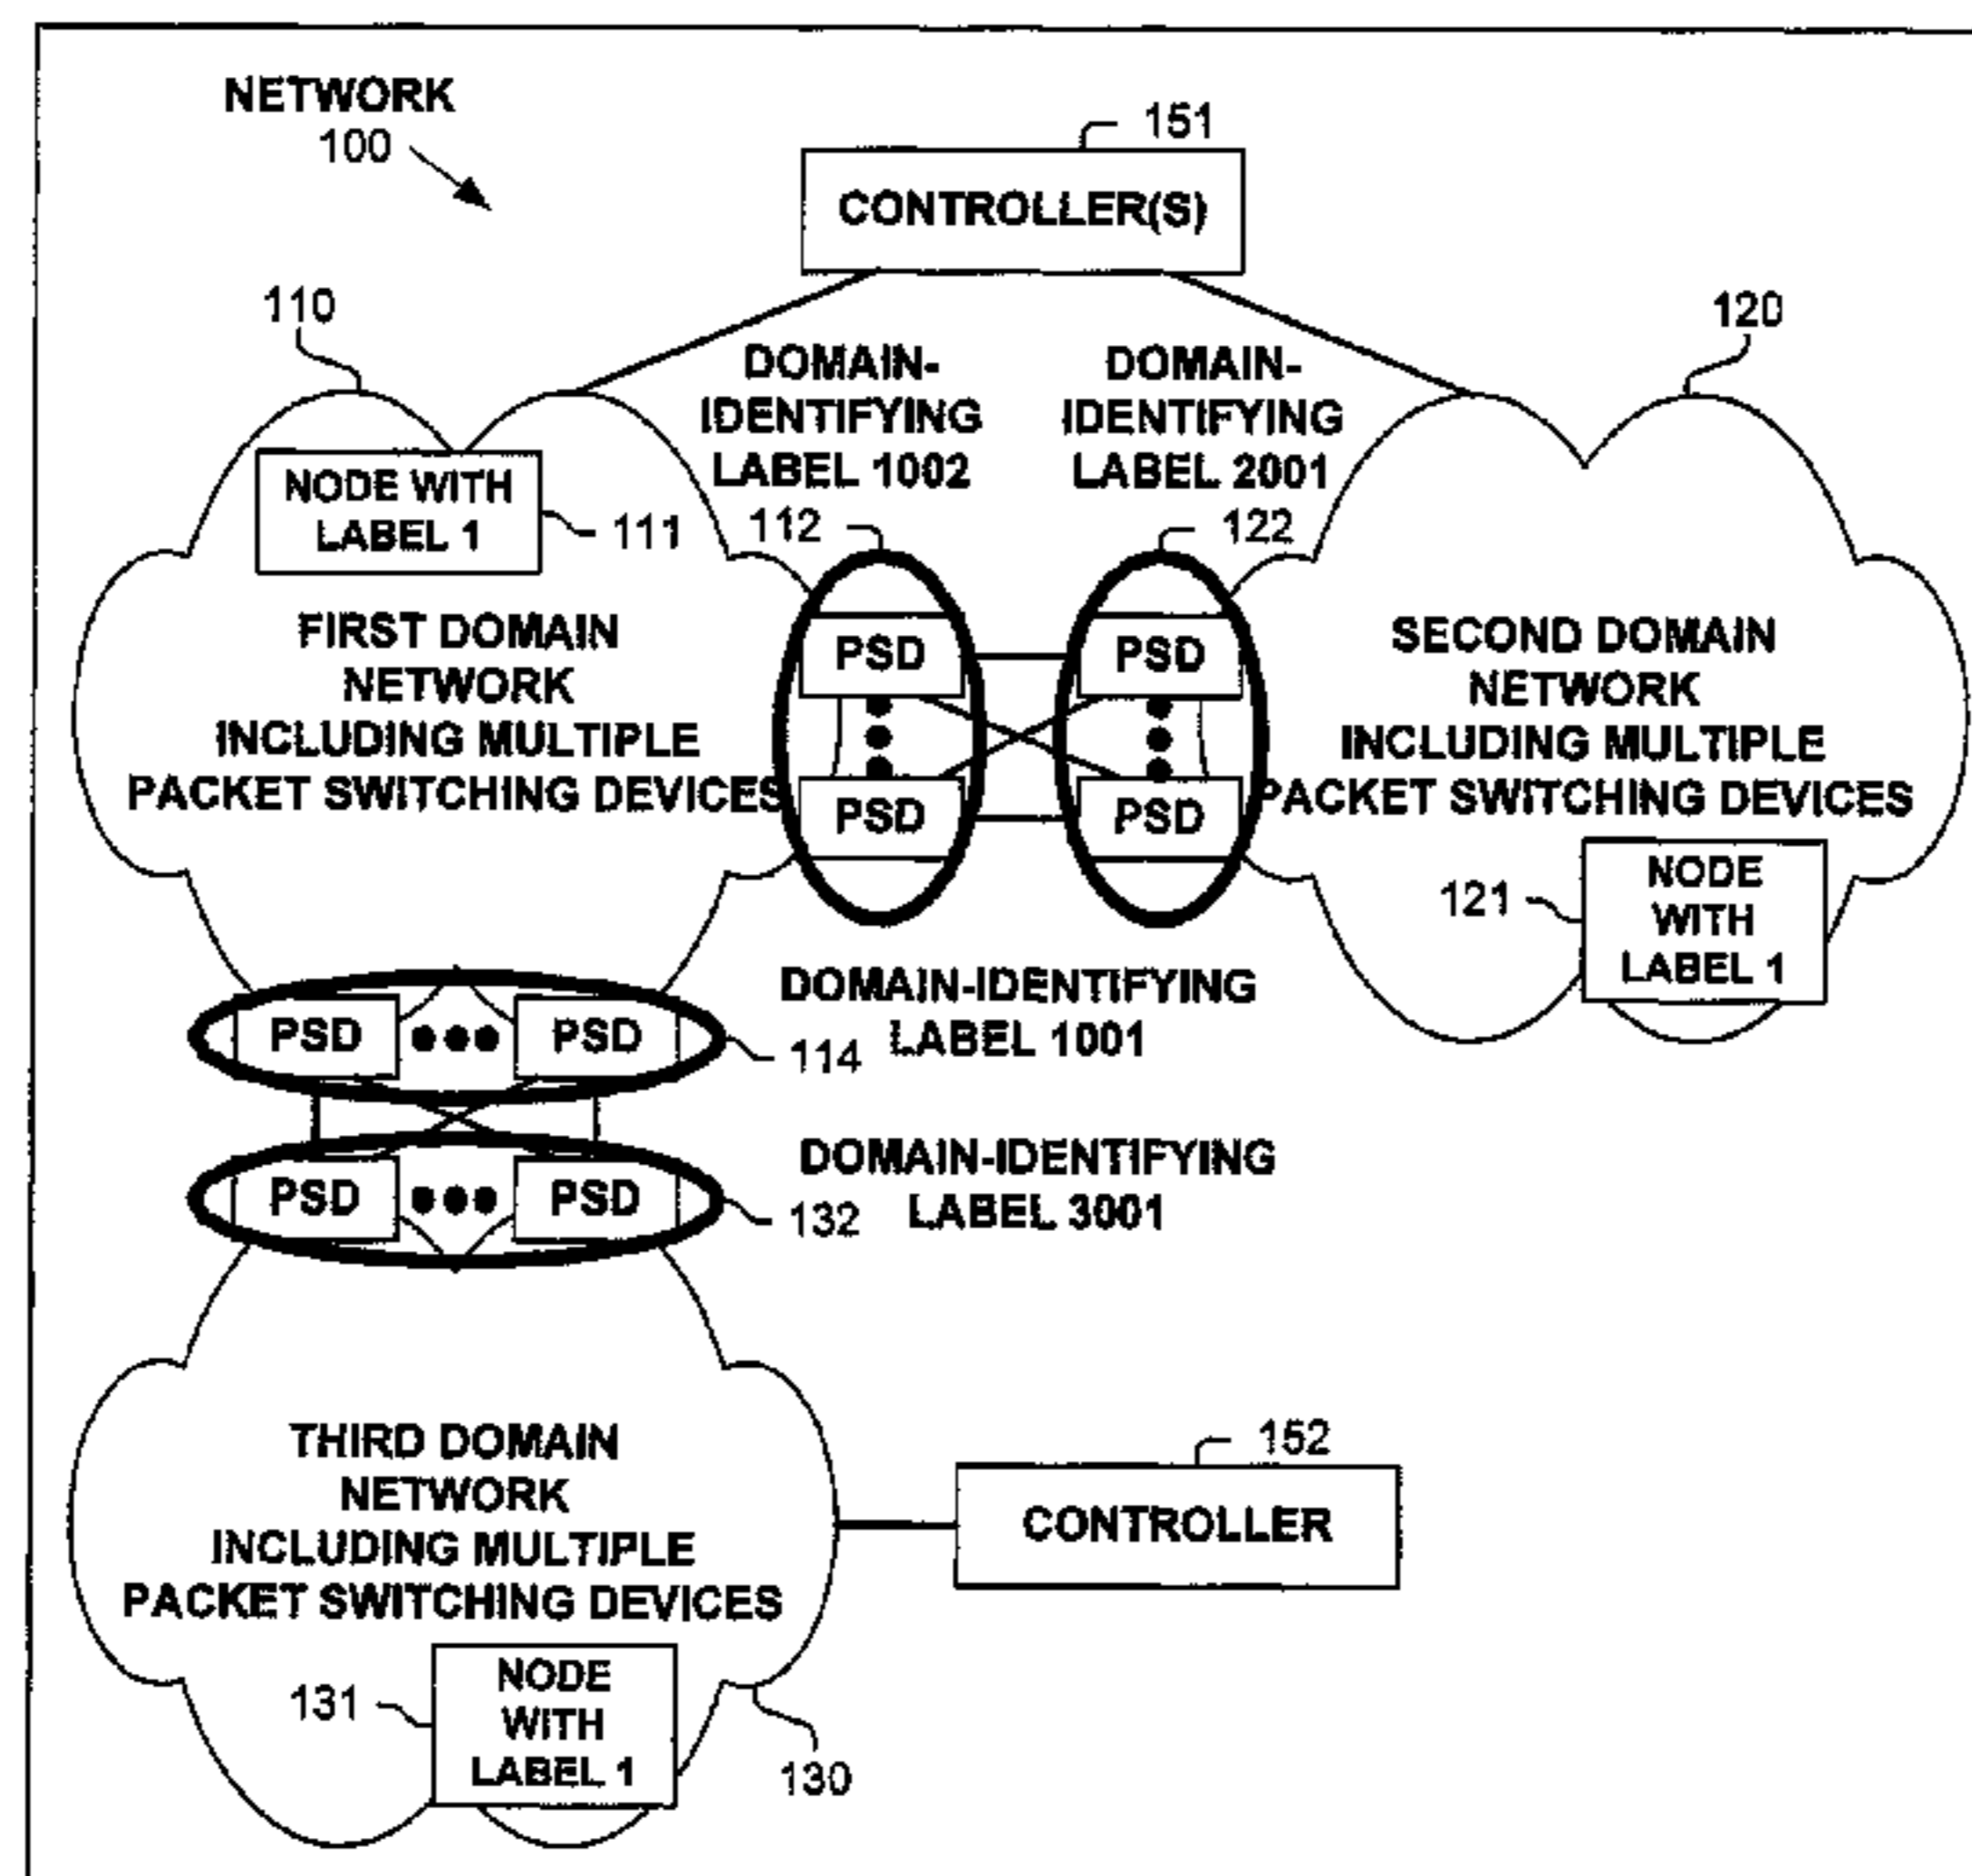 NETWORK
100
151
CONTROLLER(S)
110
120
DOMAIN-
IDENTIFYING
LABEL 1002
DOMAIN-
IDENTIFYING
LABEL 2001
NODE WITH
LABEL 1
111
112
122
FIRST DOMAIN
NETWORK
INCLUDING MULTIPLE
PACKET SWITCHING DEVICES
PSD
PSD
PSD
PSD
SECOND DOMAIN
NETWORK
INCLUDING MULTIPLE
PACKET SWITCHING DEVICES
121
NODE
WITH
LABEL 1
DOMAIN-IDENTIFYING
LABEL 1001
PSD
PSD
114
DOMAIN-IDENTIFYING
LABEL 3001
PSD
PSD
132
THIRD DOMAIN
NETWORK
INCLUDING MULTIPLE
PACKET SWITCHING DEVICES
152
CONTROLLER
131
NODE
WITH
LABEL 1
130